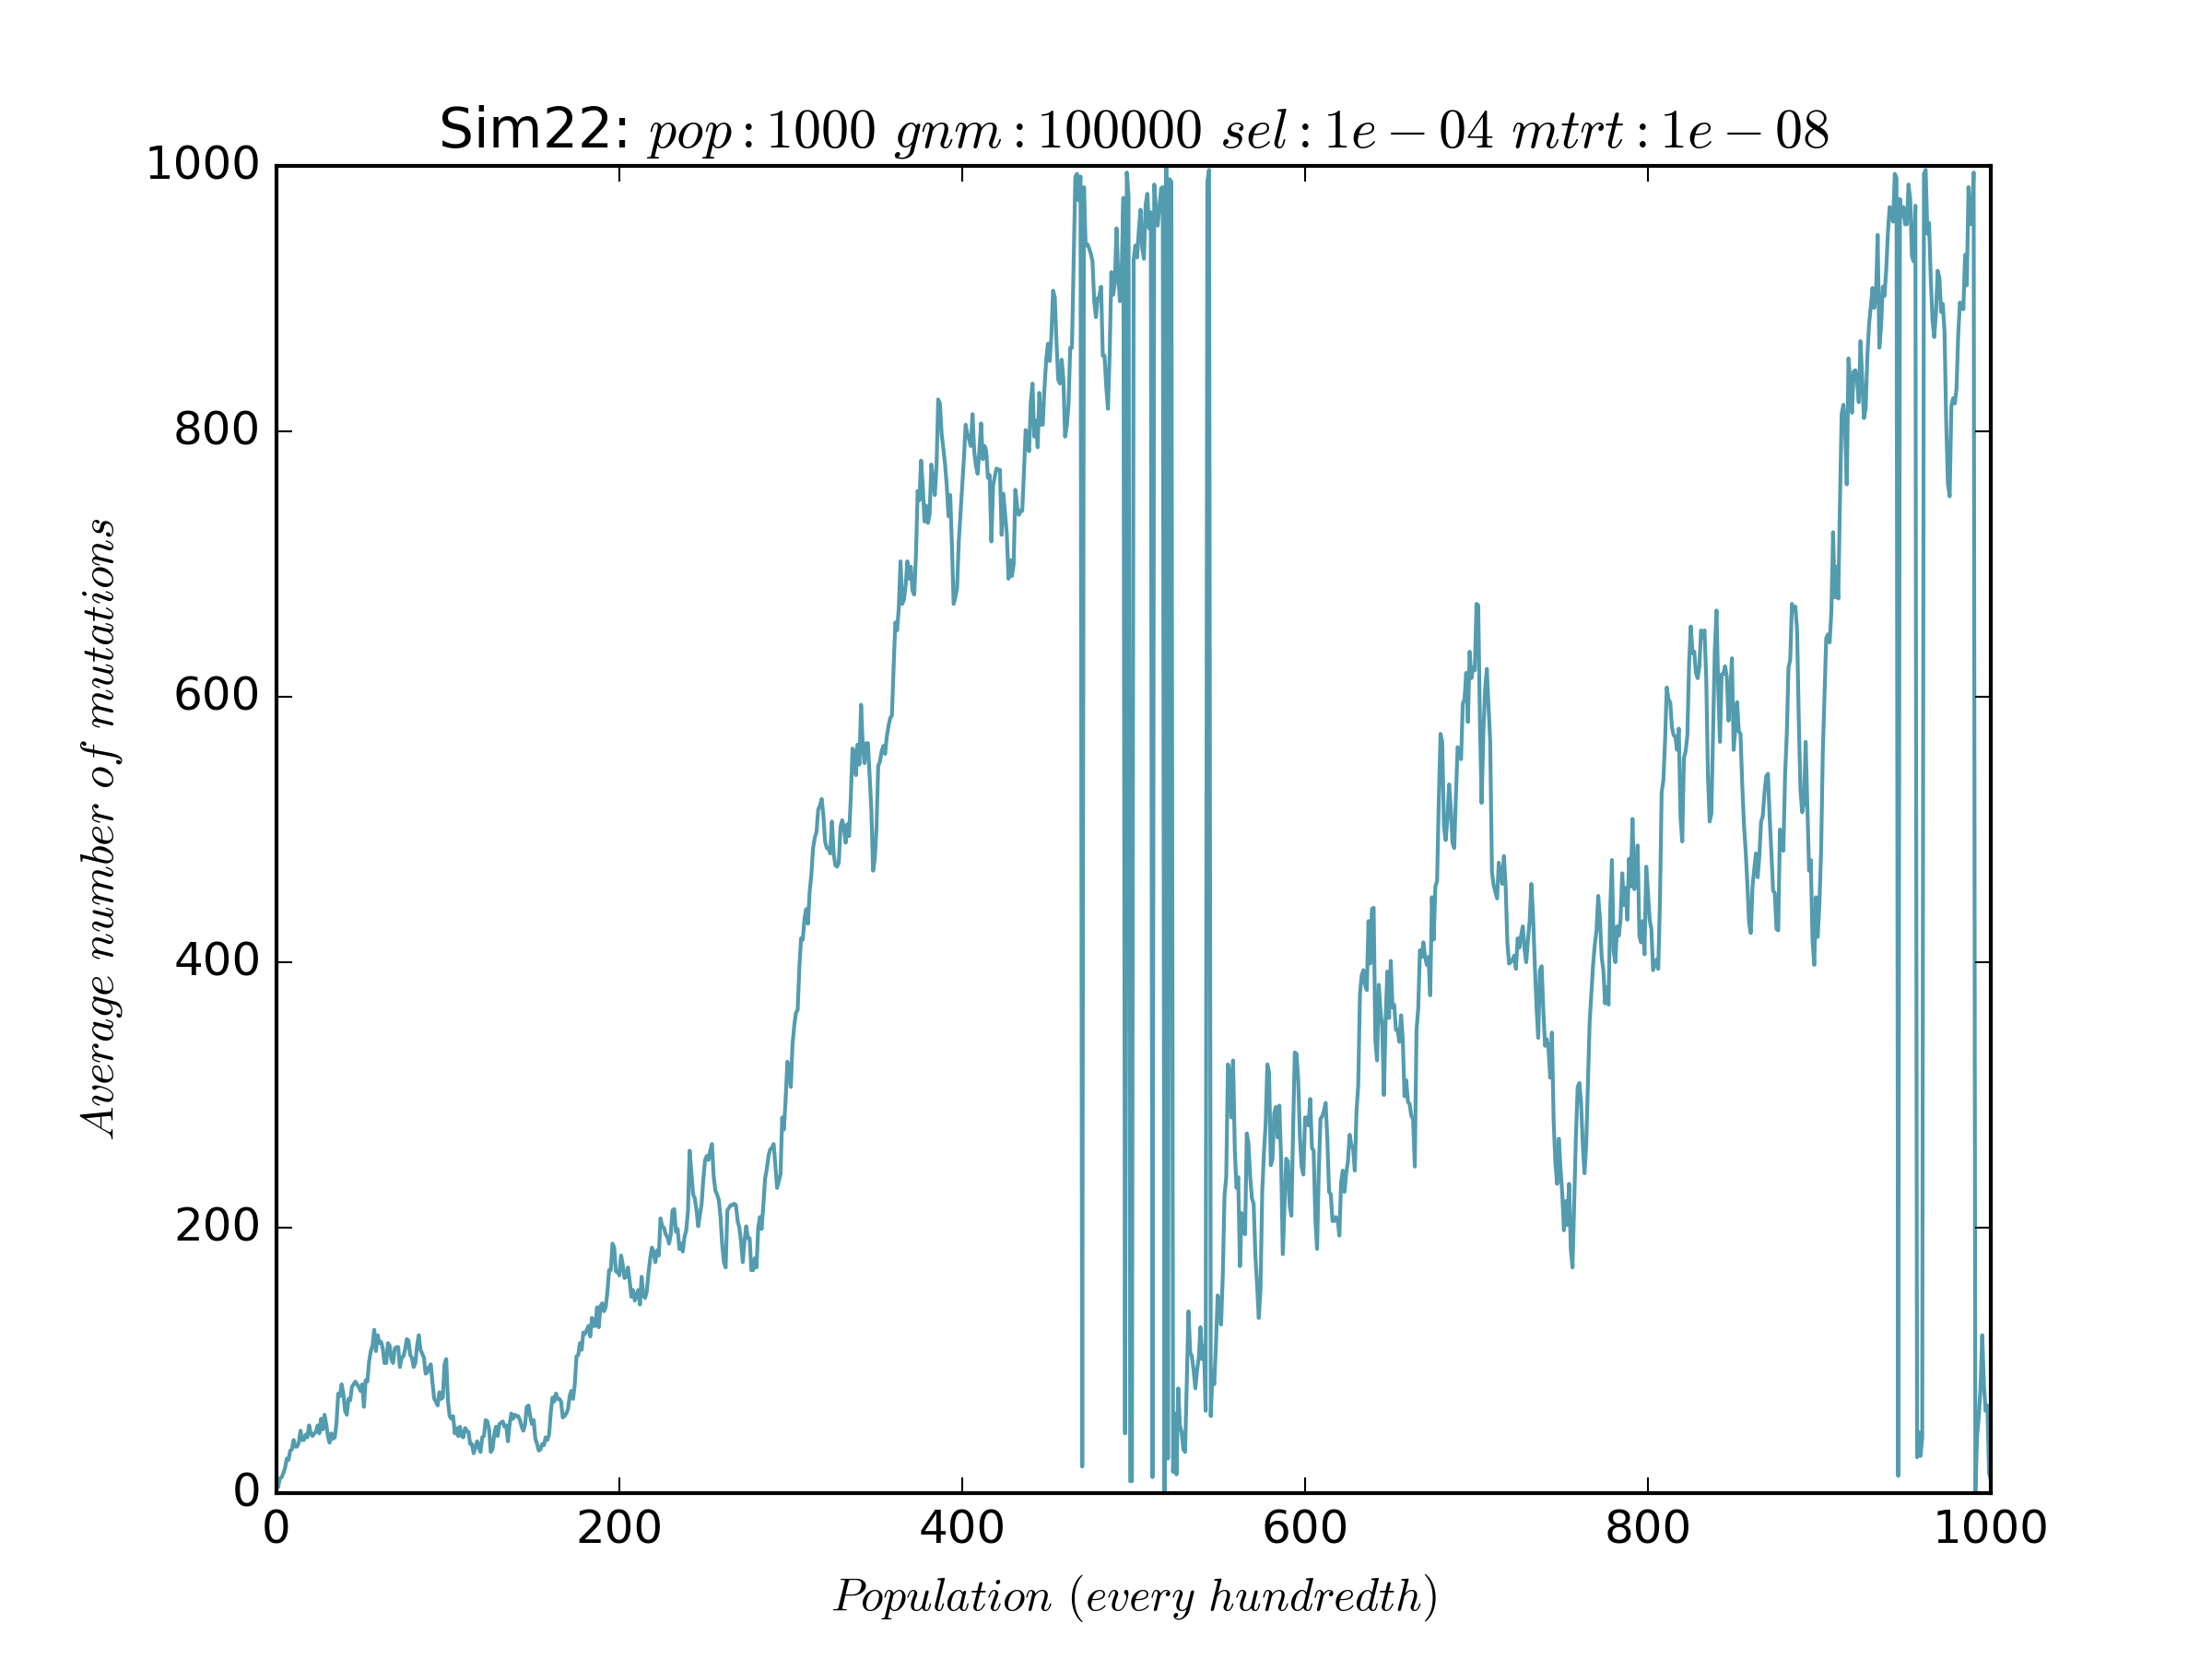 Sim22: pop : 1000 gnm : 100000 sel : 1e − 04 mtrt : 1e − 08
1000
800
600
400
200
0
Average number of mutations
0 200 400 600 800 1000
Population (every hundredth)